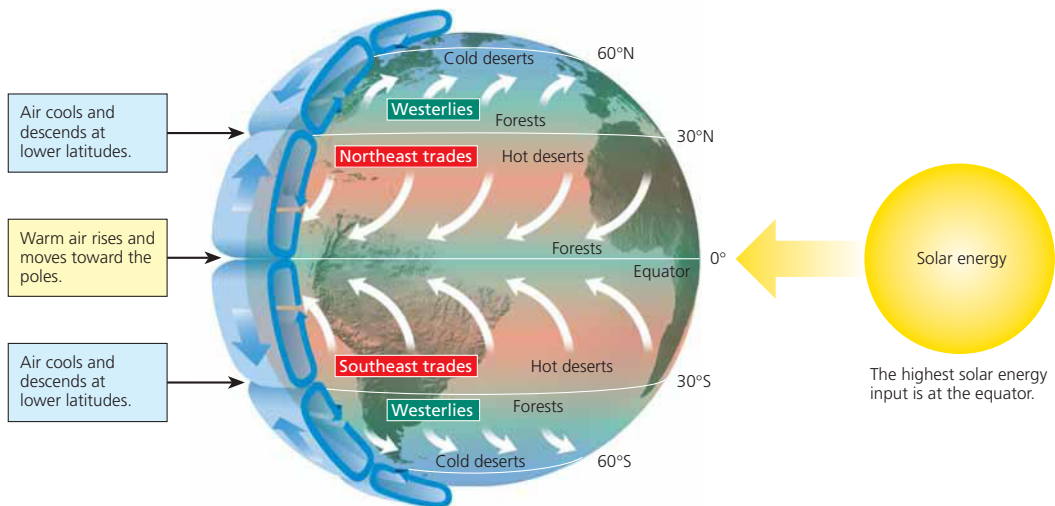 Air cools and
descends at
lower latitudes.
Warm air rises and
moves toward the
poles.
Air cools and
descends at
lower latitudes.
Cold deserts
60°N
Westerlies
Forests
30°N
Northeast trades
Hot deserts
Forests
0°
Equator
Southeast trades
Hot deserts
30°S
Westerlies
Forests
Cold deserts
60°S
Solar energy
The highest solar energy
input is at the equator.